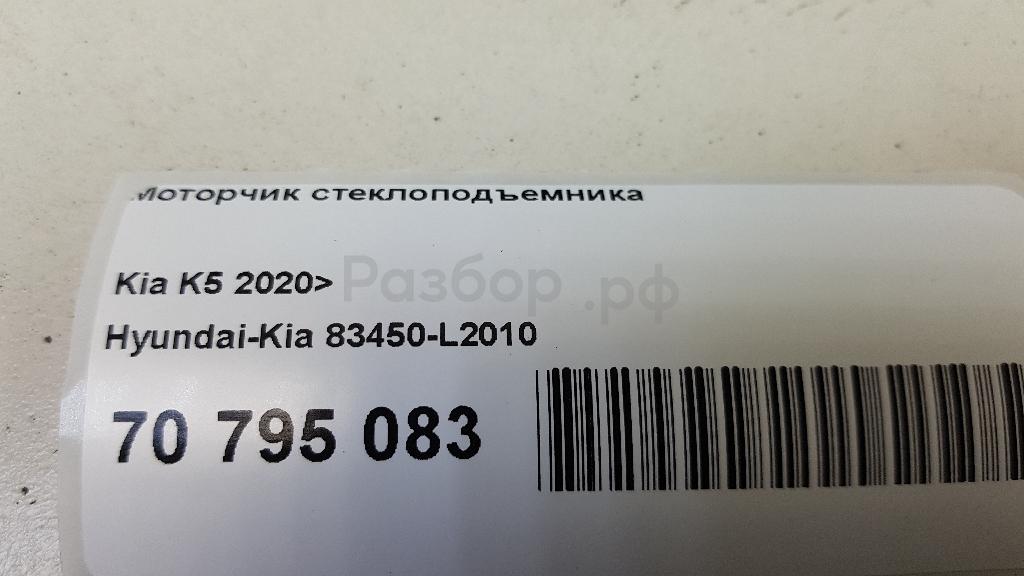 Моторчик стеклоподъемника
Kia K5 2020>
Разбор.рф
Hyundai-Kia 83450-L2010
70 795 083